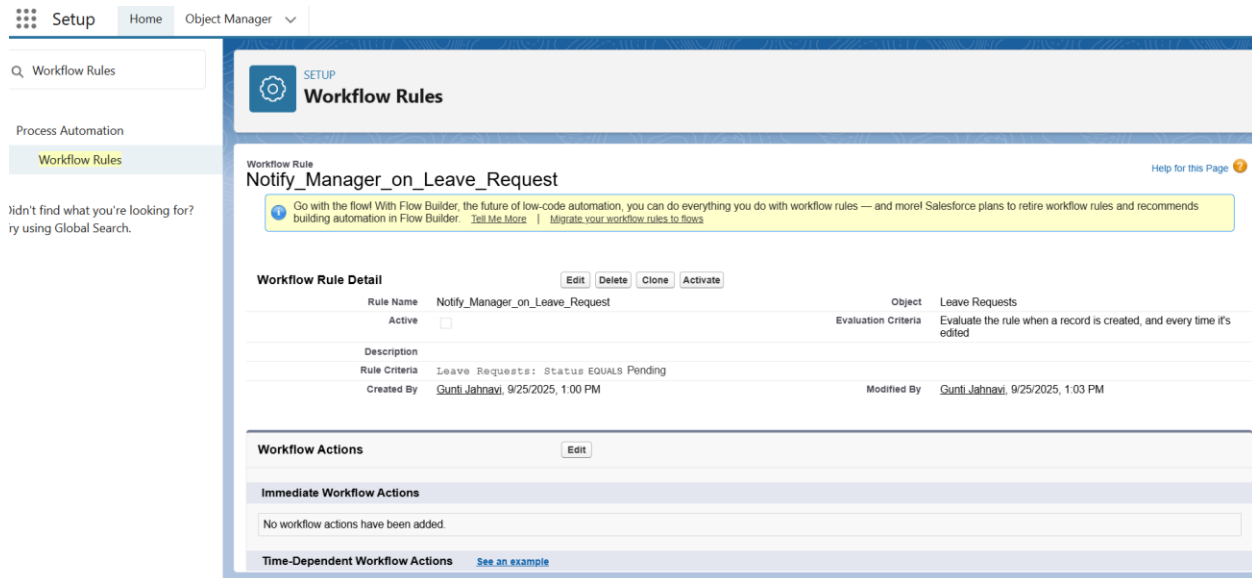 Setup Home Object Manager
Workflow Rules
Process Automation
Workflow Rules
Didn't find what you're looking for?
ry using Global Search.
SETUP
Workflow Rules
Workflow Rule
Notify_Manager_on_Leave_Request
Help for this Page ?
Go with the flow! With Flow Builder, the future of low-code automation, you can do everything you do with workflow rules — and more! Salesforce plans to retire workflow rules and recommends
building automation in Flow Builder. Tell Me More | Migrate your workflow rules to flows
Workflow Rule Detail Edit Delete Clone Activate
Rule Name Notify_Manager_on_Leave_Request Object Leave Requests
Active Evaluation Criteria Evaluate the rule when a record is created, and every time it's
edited
Description
Rule Criteria Leave Requests: Status EQUALS Pending
Created By Gunti Jahnavi, 9/25/2025, 1:00 PM Modified By Gunti Jahnavi, 9/25/2025, 1:03 PM
Workflow Actions Edit
Immediate Workflow Actions
No workflow actions have been added.
Time-Dependent Workflow Actions See an example